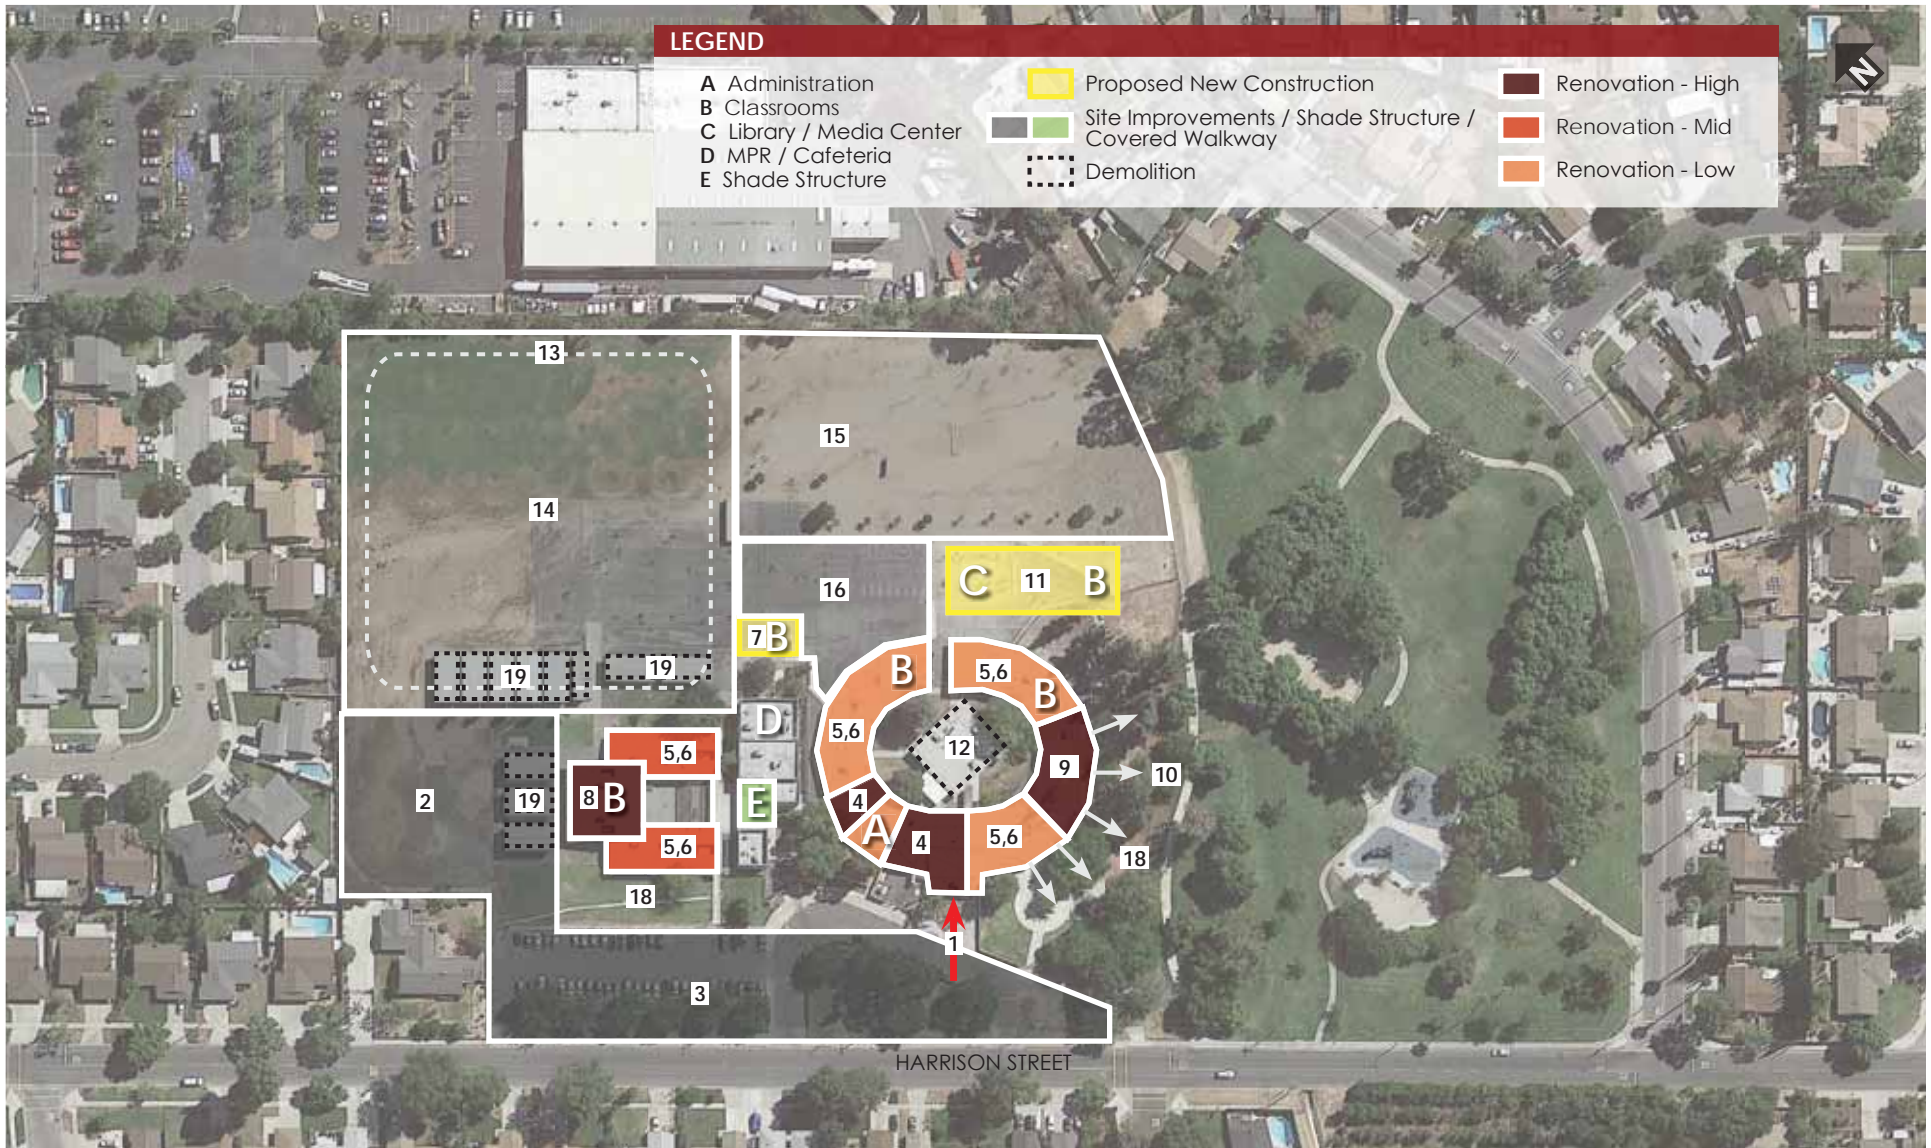 LEGEND
A Administration
B Classrooms
C Library / Media Center
D MPR / Cafeteria
E Shade Structure
Proposed New Construction
Site Improvements / Shade Structure /
Covered Walkway
Demolition
Renovation - High
Renovation - Mid
Renovation - Low
N
13
15
14
C 11 B
16
7 B
B
5,6
B
19
19
D
5,6
5,6
12
9
10
2
19
8 B
E
4
A
4
5,6
5,6
18
18
1
3
HARRISON STREET